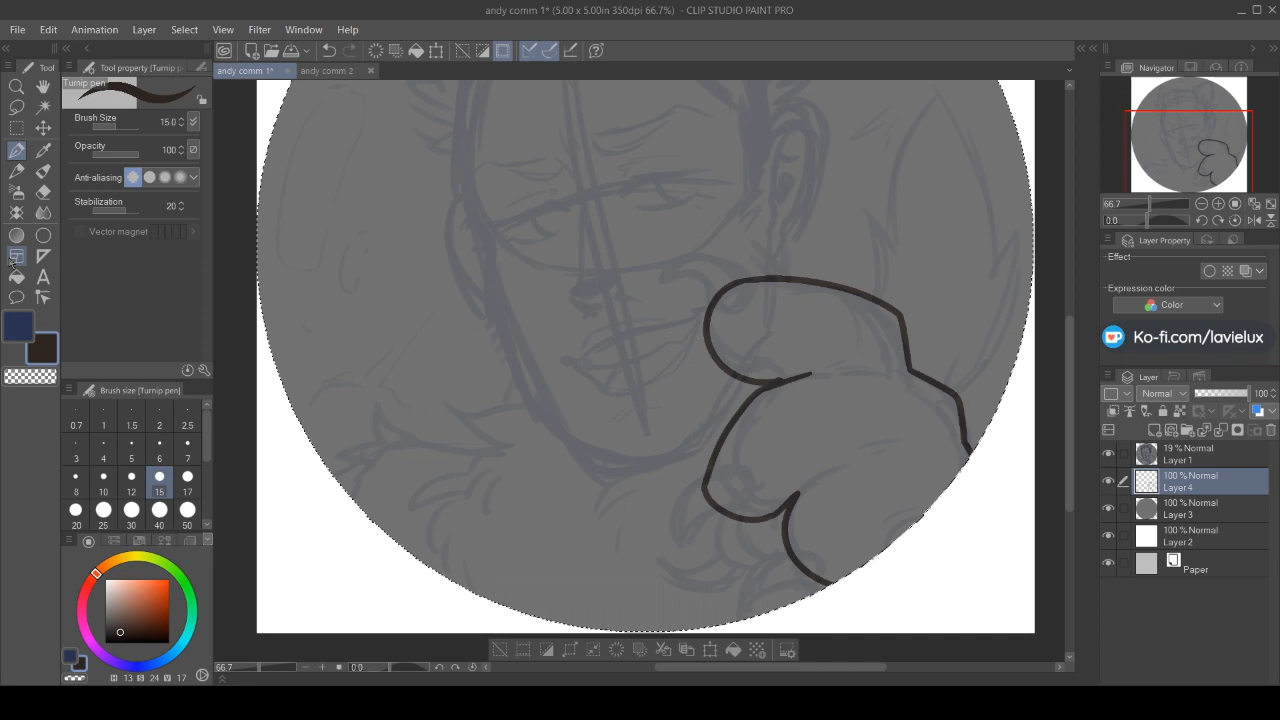 andy comm 1* (5.00 x 5.00in 350dpi 66.7%) - CLIP STUDIO PAINT PRO
File Edit Animation Layer Select View Filter Window Help
Tool
Tool property [Turnip p
andy comm 1*
andy comm 2
Navigator
Turnip pen
Brush Size 15.0
Opacity 100
Anti-aliasing
Stabilization 20
Vector magnet
66.7
0.0
Layer Property
Effect
Expression color
Color
Ko-fi.com/lavielux
Brush size [Turnip pen]
0.7 1 1.5 2 2.5
3 4 5 6 7
8 10 12 15 17
20 25 30 40 50
Layer
Normal 100
19 % Normal
Layer 1
100 % Normal
Layer 4
100 % Normal
Layer 3
100 % Normal
Layer 2
Paper
66.7 0.0
H 13 S 24 V 17